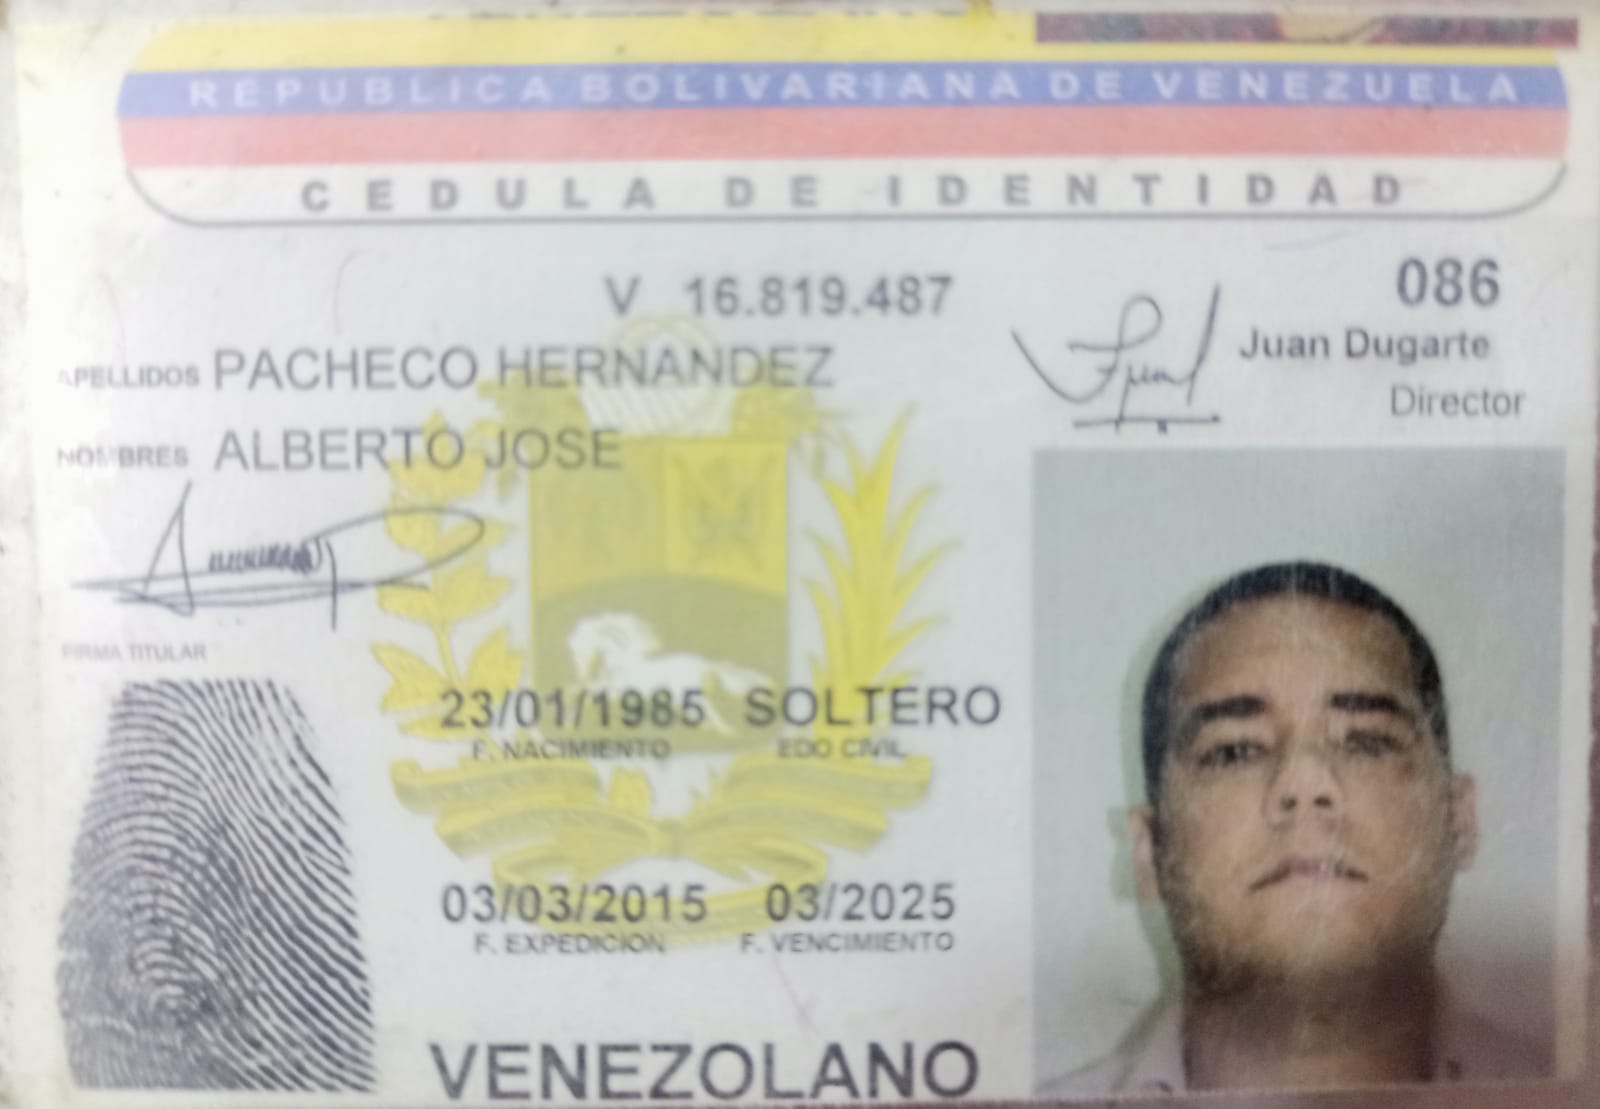 REPUBLICA BOLIVARIANA DE VENEZUELA
CEDULA DE IDENTIDAD
V 16.819.487
086
Juan Dugarte
Director
APELLIDOS PACHECO HERNANDEZ
NOMBRES ALBERTO JOSE
FIRMA TITULAR
23/01/1985 SOLTERO
F. NACIMIENTO EDO CIVIL
03/03/2015 03/2025
F. EXPEDICION F. VENCIMIENTO
VENEZOLANO